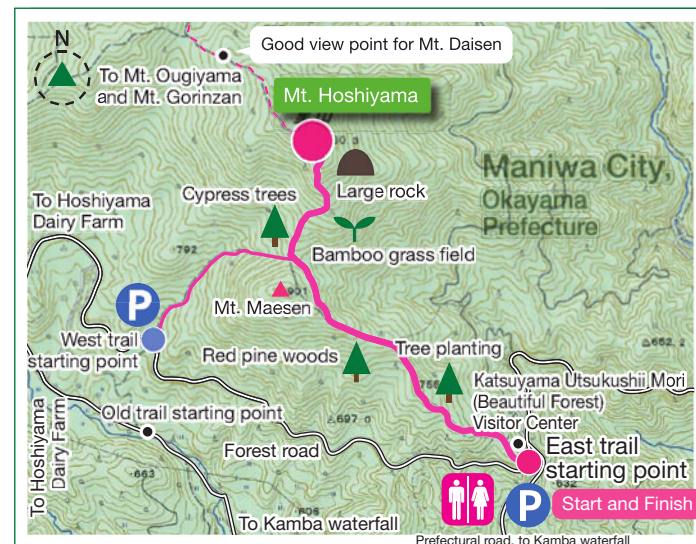 N
Good view point for Mt. Daisen
To Mt. Ougiyama
and Mt. Gorinzan
Mt. Hoshiyama
Maniwa City,
Okayama
Prefecture
Large rock
Cypress trees
To Hoshiyama
Dairy Farm
Bamboo grass field
792
Mt. Maesen
P
West trail
starting point
Red pine woods
Tree planting
652.2
Katsuyama Utsukushii Mori
(Beautiful Forest)
Visitor Center
Old trail starting point
697.0
To Hoshiyama
Dairy Farm
Forest road
East trail
starting point
663
632
P
Start and Finish
606
To Kamba waterfall
Prefectural road, to Kamba waterfall